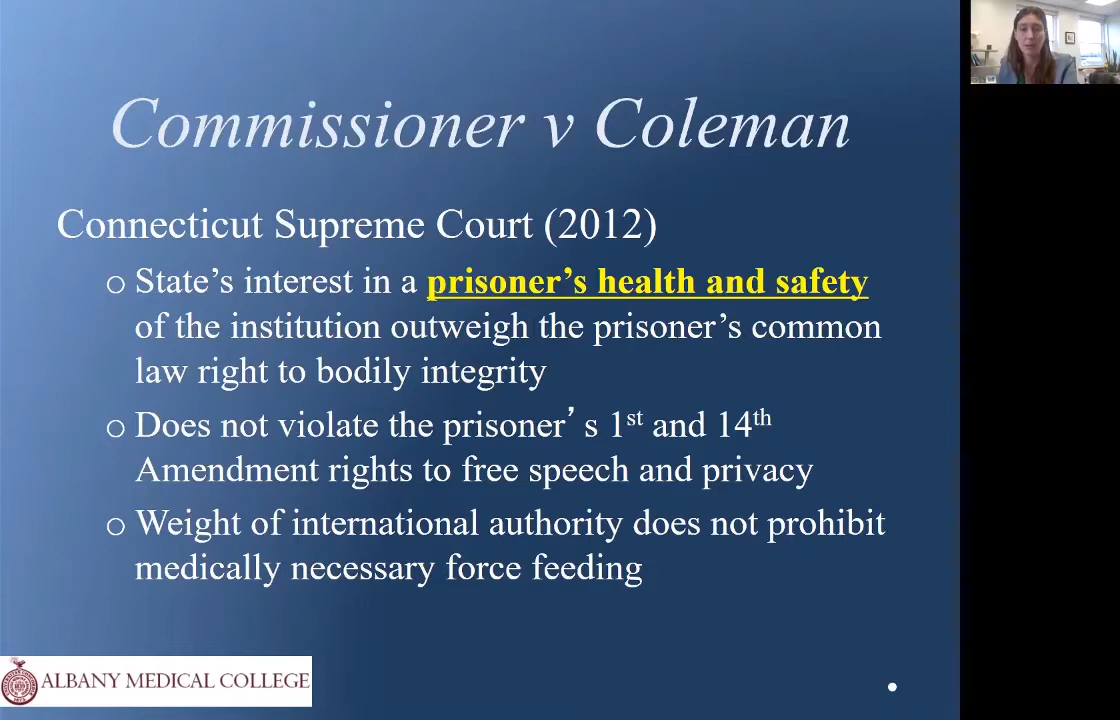 Commissioner v Coleman
Connecticut Supreme Court (2012)
o State's interest in a prisoner's health and safety
of the institution outweigh the prisoner's common
law right to bodily integrity
o Does not violate the prisoner’ s 1st and 14th
Amendment rights to free speech and privacy
o Weight of international authority does not prohibit
medically necessary force feeding
ALBANY MEDICAL COLLEGE